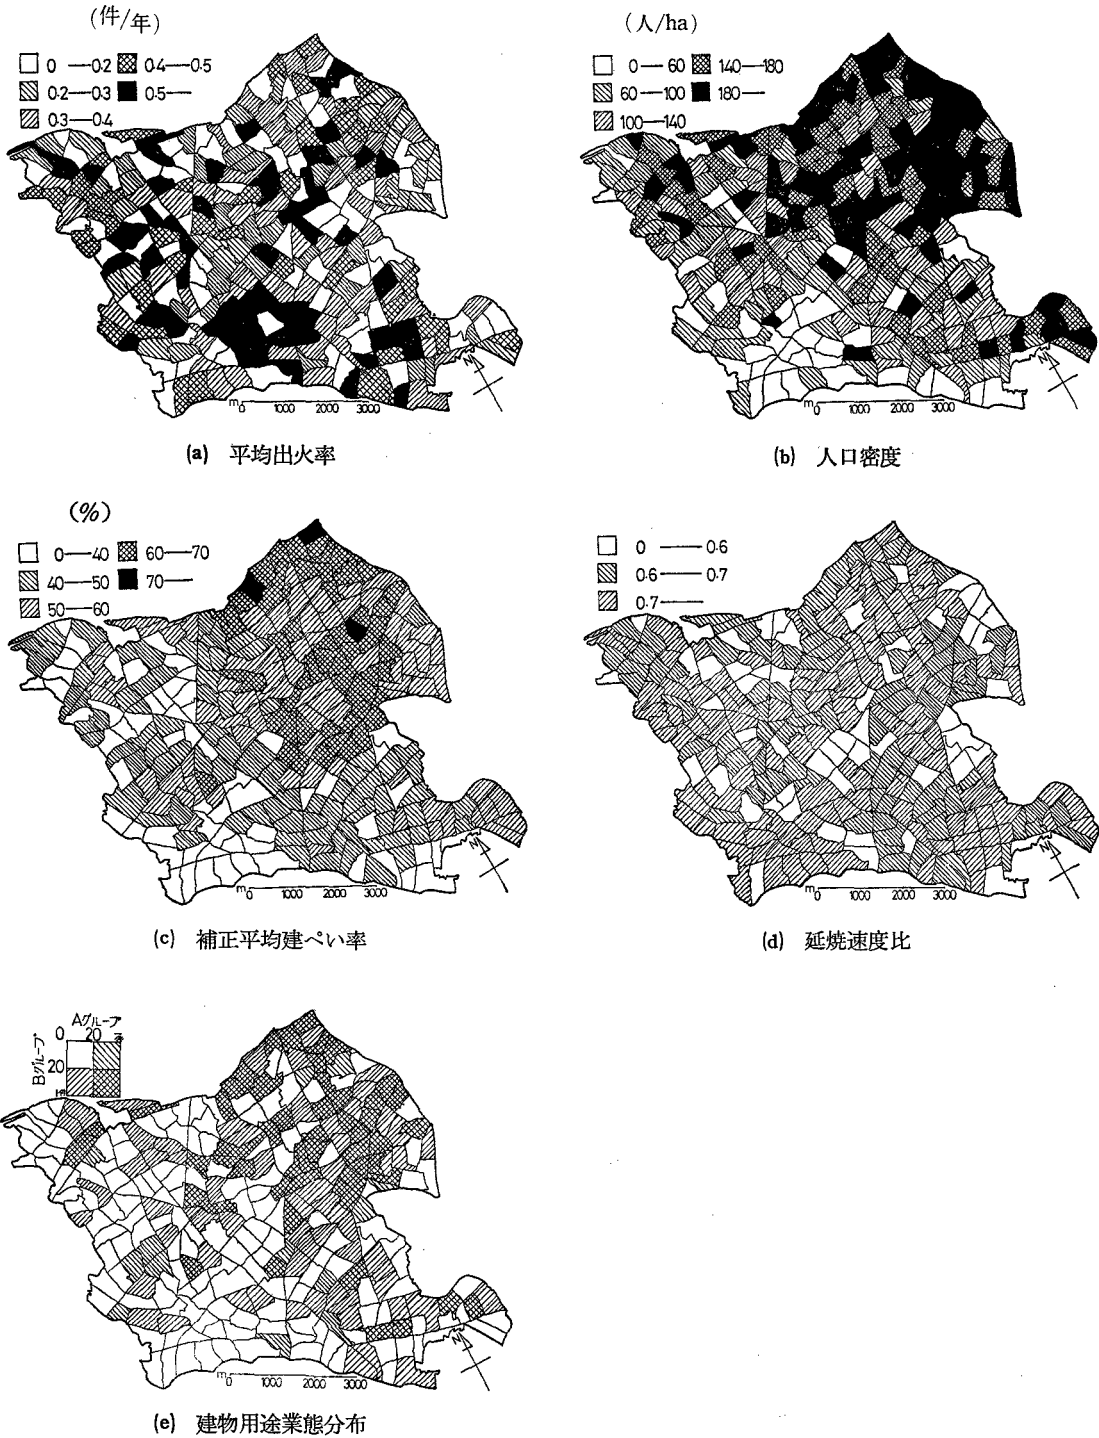 (件/年)
0 — 0.2 0.4 — 0.5
0.2 — 0.3 0.5 —
0.3 — 0.4
m 0 1000 2000 3000
N
(a) 平均出火率
(人/ha)
0 — 60 140 — 180
60 — 100 180 —
100 — 140
m 0 1000 2000 3000
N
(b) 人口密度
(%)
0 — 40 60 — 70
40 — 50 70 —
50 — 60
m 0 1000 2000 3000
N
(c) 補正平均建ぺい率
0 — 0.6
0.6 — 0.7
0.7 —
m 0 1000 2000 3000
N
(d) 延焼速度比
Aグループ
0 20
Bグループ
20
m 0 1000 2000 3000
N
(e) 建物用途業態分布